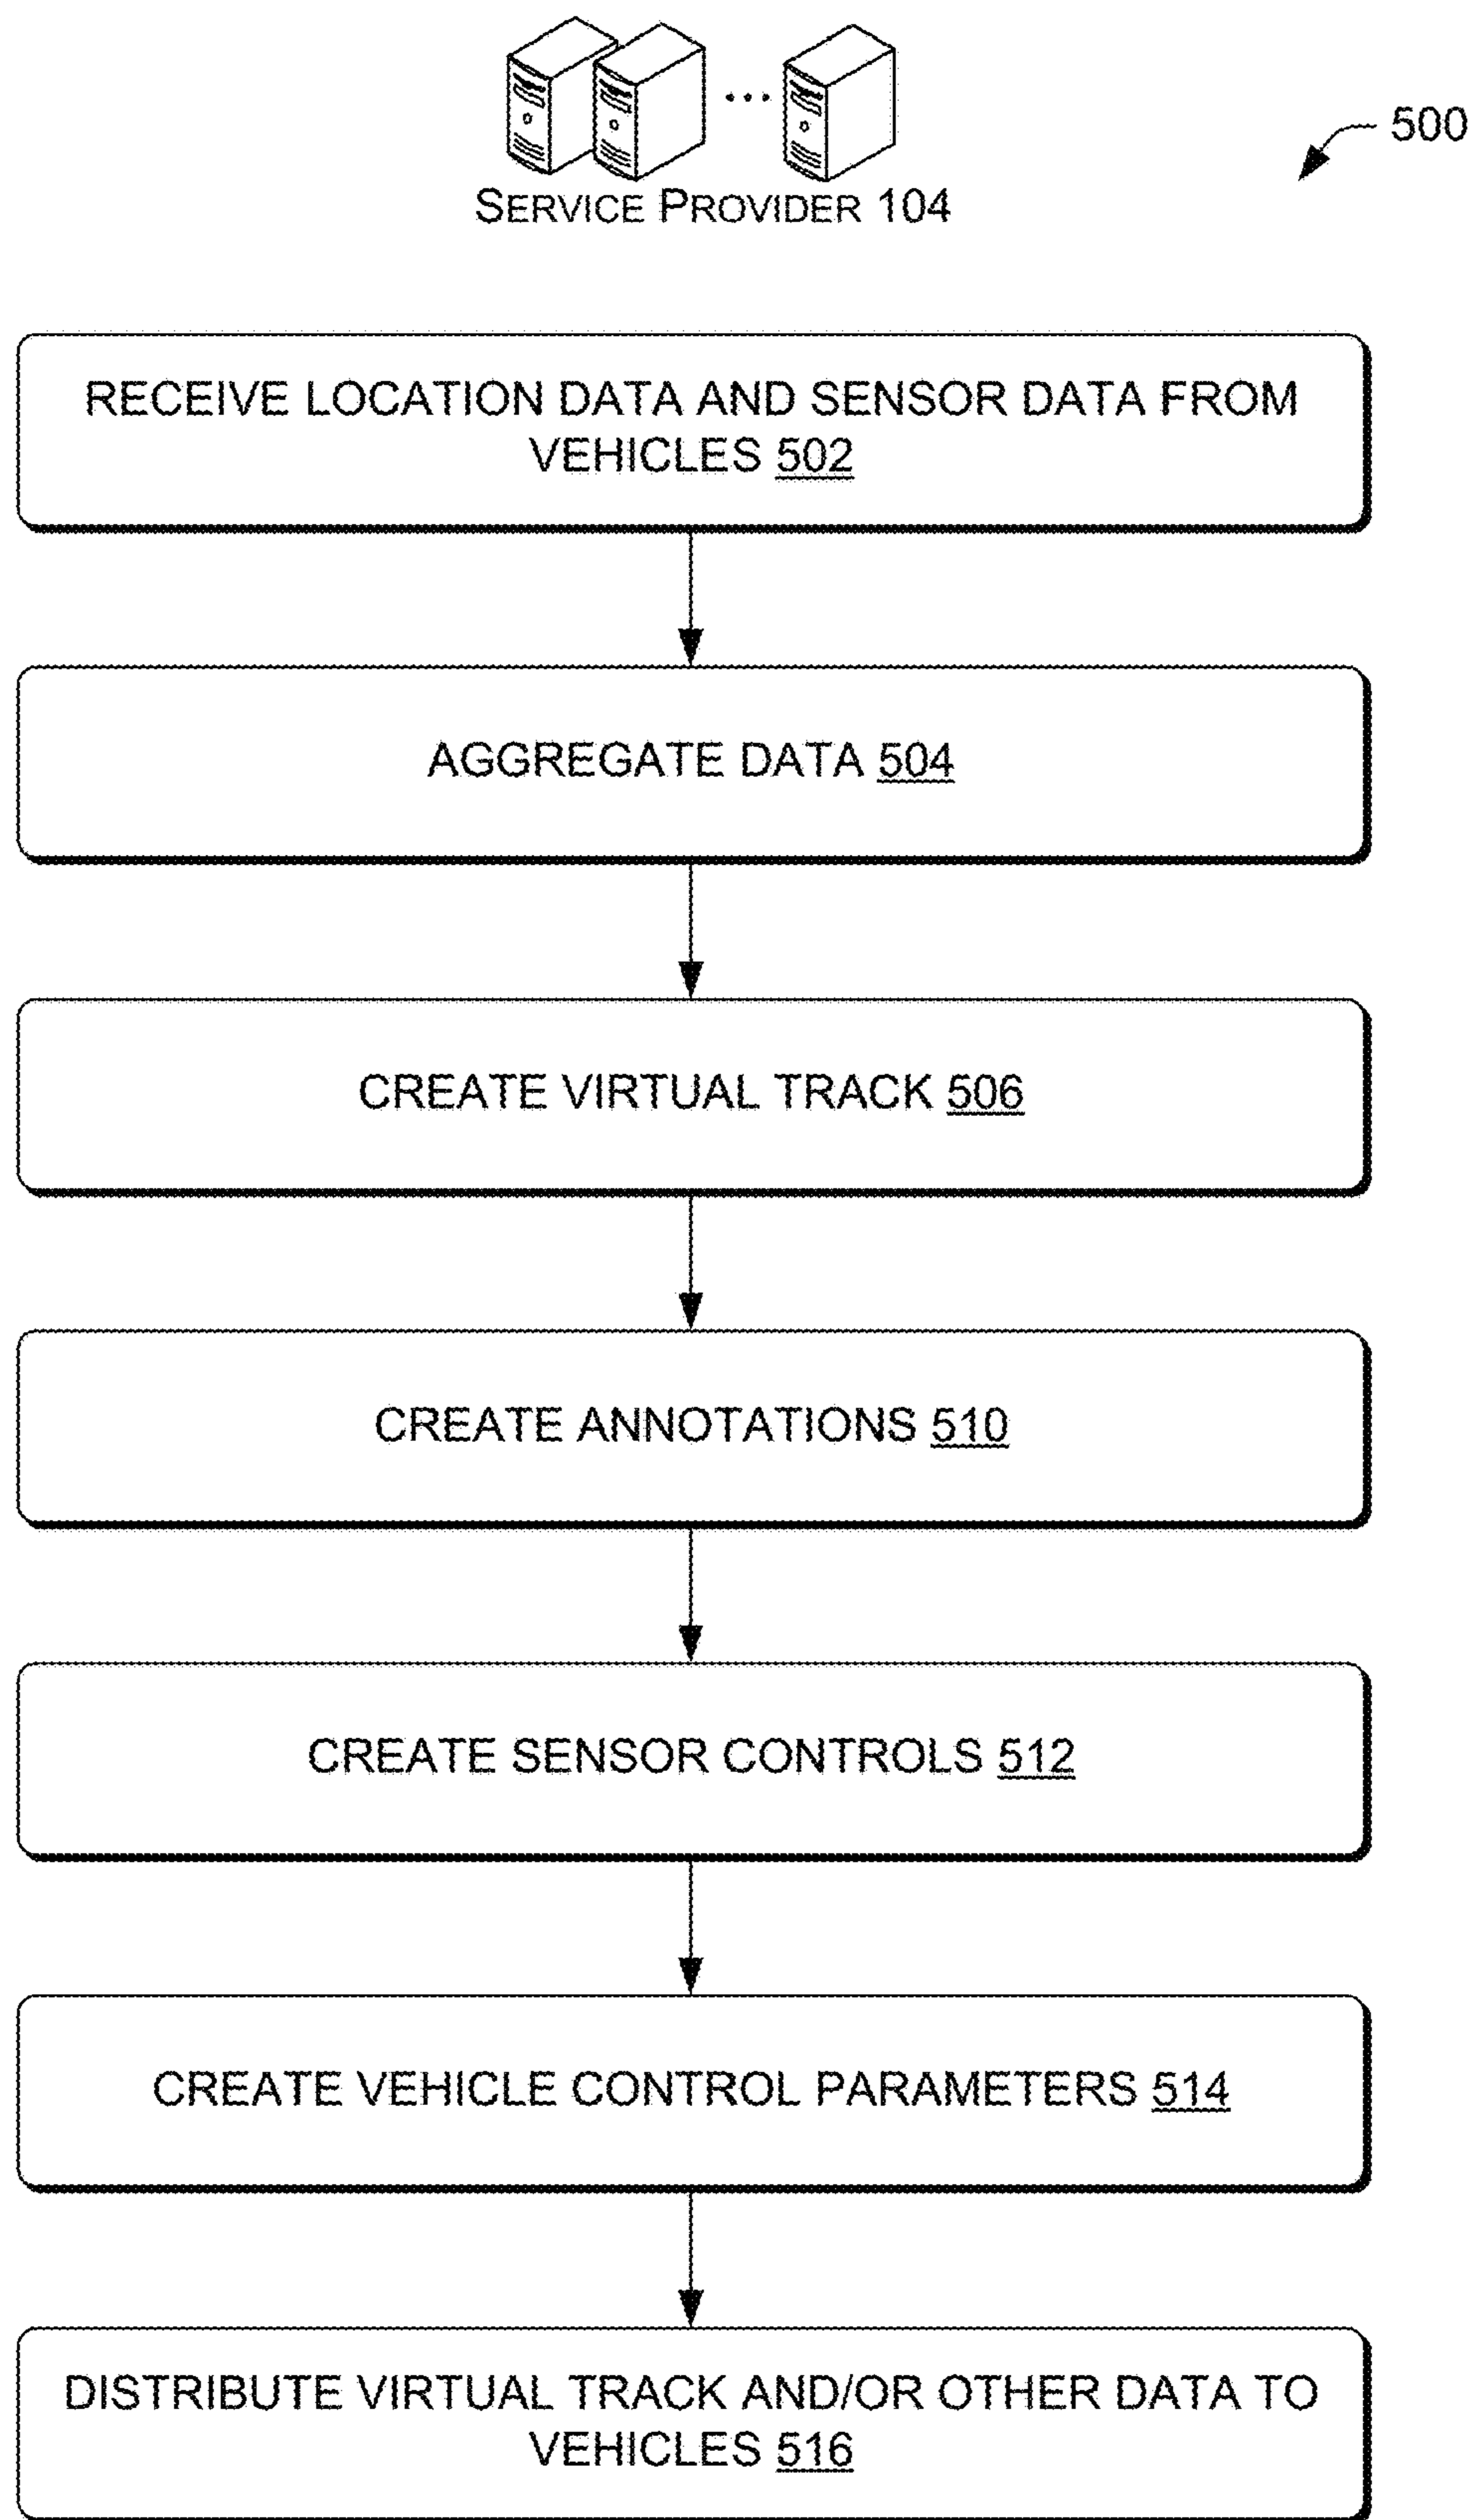 500
SERVICE PROVIDER 104
RECEIVE LOCATION DATA AND SENSOR DATA FROM
VEHICLES 502
AGGREGATE DATA 504
CREATE VIRTUAL TRACK 506
CREATE ANNOTATIONS 510
CREATE SENSOR CONTROLS 512
CREATE VEHICLE CONTROL PARAMETERS 514
DISTRIBUTE VIRTUAL TRACK AND/OR OTHER DATA TO
VEHICLES 516